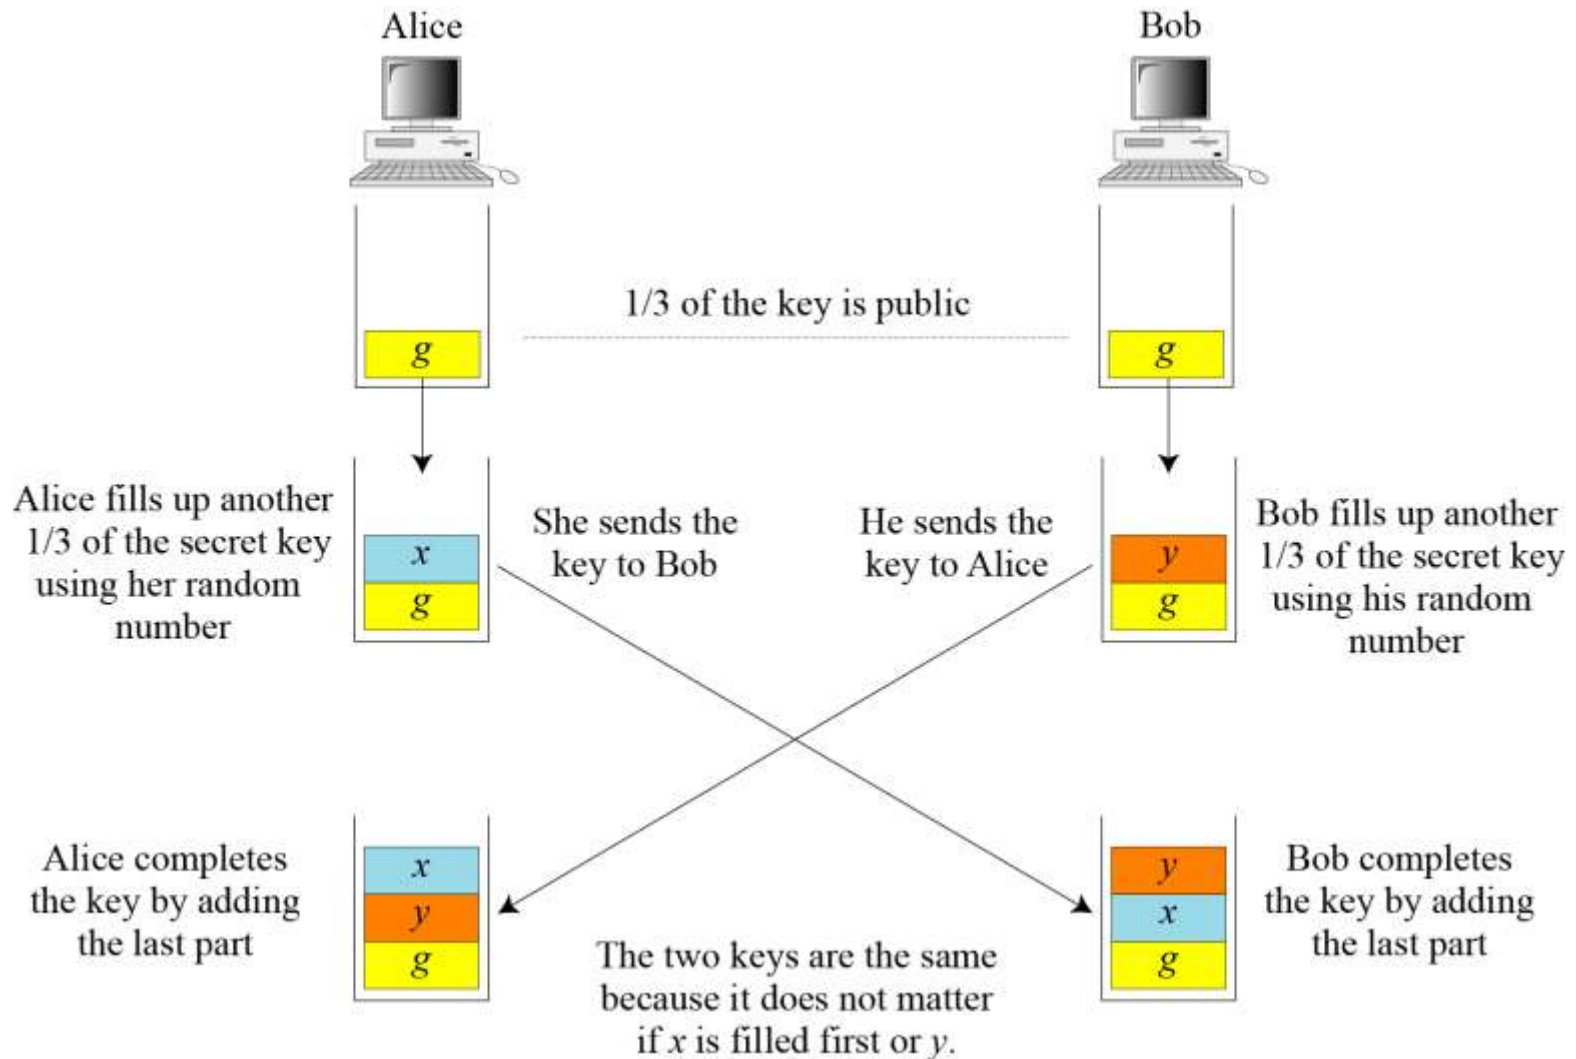 Alice
Bob
1/3 of the key is public
g
g
Alice fills up another
1/3 of the secret key
using her random
number
x
g
She sends the
key to Bob
He sends the
key to Alice
y
g
Bob fills up another
1/3 of the secret key
using his random
number
Alice completes
the key by adding
the last part
x
y
g
The two keys are the same
because it does not matter
if x is filled first or y.
y
x
g
Bob completes
the key by adding
the last part